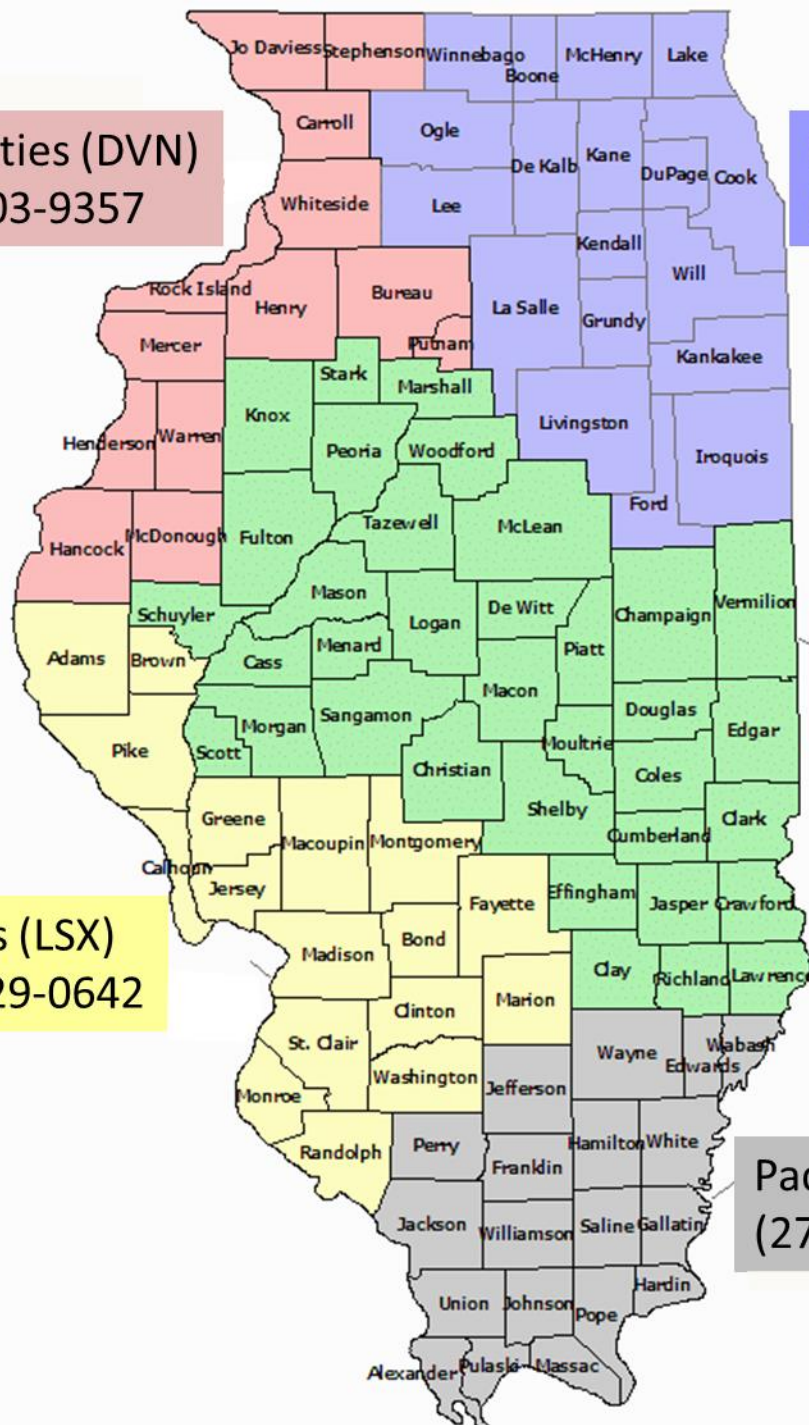 Jo Daviess Stephenson Winnebago Boone McHenry Lake
Carroll Ogle De Kalb Kane DuPage Cook
ties (DVN)
03-9357
Whiteside Lee Kendall Will
Rock Island Henry Bureau La Salle Grundy
Mercer Putnam Kankakee
Stark Marshall
Knox Livingston
Henderson Warren Peoria Woodford Iroquois
Ford
Hancock McDonough Fulton Tazewell McLean
Schuyler Mason Logan De Witt Champaign Vermilion
Adams Brown Cass Menard Piatt
Pike Scott Morgan Sangamon Macon Douglas Edgar
Christian Moultrie Coles
Greene Macoupin Montgomery Shelby Cumberland Clark
Calhoun Jersey
Fayette Effingham Jasper Crawford
s (LSX)
29-0642
Madison Bond
Clay Richland Lawrence
Clinton Marion
St. Clair Wayne Edwards Wabash
Monroe Washington Jefferson
Randolph Perry Franklin Hamilton White
Pad
(27
Jackson Williamson Saline Gallatin
Union Johnson Pope Hardin
Alexander Pulaski Massac